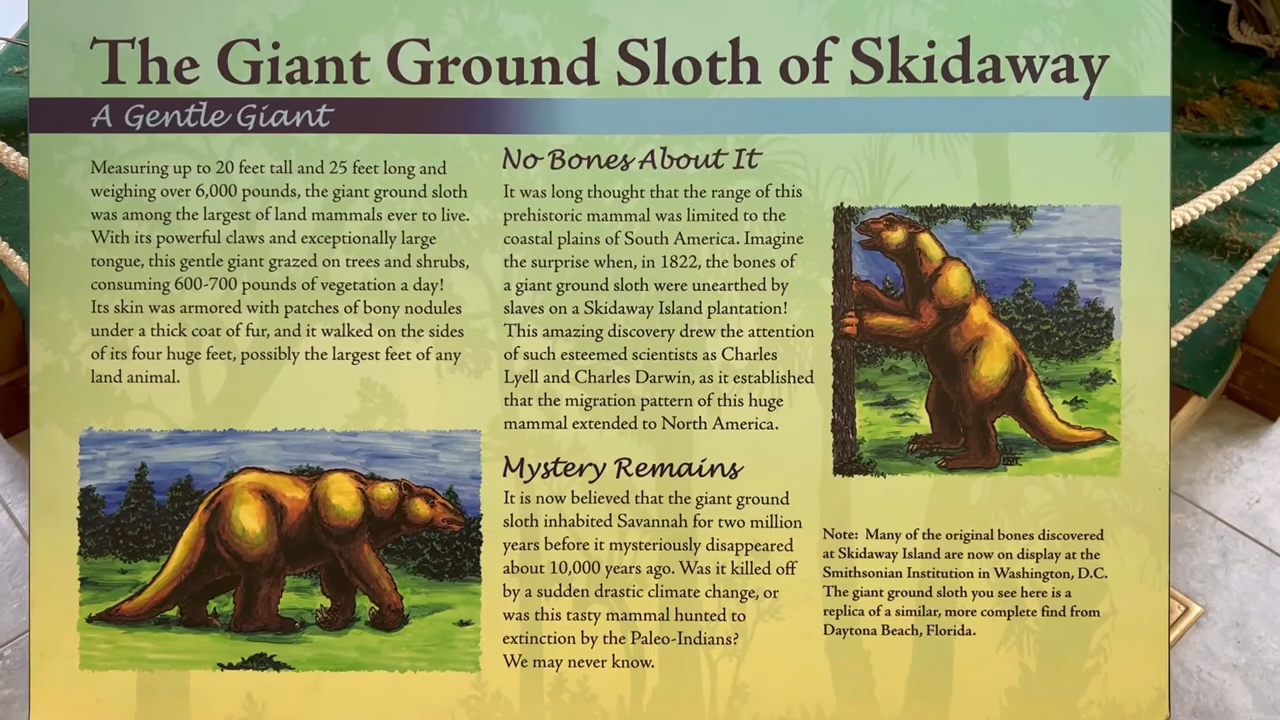 The Giant Ground Sloth of Skidaway
A Gentle Giant
Measuring up to 20 feet tall and 25 feet long and
weighing over 6,000 pounds, the giant ground sloth
was among the largest of land mammals ever to live.
With its powerful claws and exceptionally large
tongue, this gentle giant grazed on trees and shrubs,
consuming 600-700 pounds of vegetation a day!
Its skin was armored with patches of bony nodules
under a thick coat of fur, and it walked on the sides
of its four huge feet, possibly the largest feet of any
land animal.
No Bones About It
It was long thought that the range of this
prehistoric mammal was limited to the
coastal plains of South America. Imagine
the surprise when, in 1822, the bones of
a giant ground sloth were unearthed by
slaves on a Skidaway Island plantation!
This amazing discovery drew the attention
of such esteemed scientists as Charles
Lyell and Charles Darwin, as it established
that the migration pattern of this huge
mammal extended to North America.
Mystery Remains
It is now believed that the giant ground
sloth inhabited Savannah for two million
years before it mysteriously disappeared
about 10,000 years ago. Was it killed off
by a sudden drastic climate change, or
was this tasty mammal hunted to
extinction by the Paleo-Indians?
We may never know.
Note: Many of the original bones discovered
at Skidaway Island are now on display at the
Smithsonian Institution in Washington, D.C.
The giant ground sloth you see here is a
replica of a similar, more complete find from
Daytona Beach, Florida.